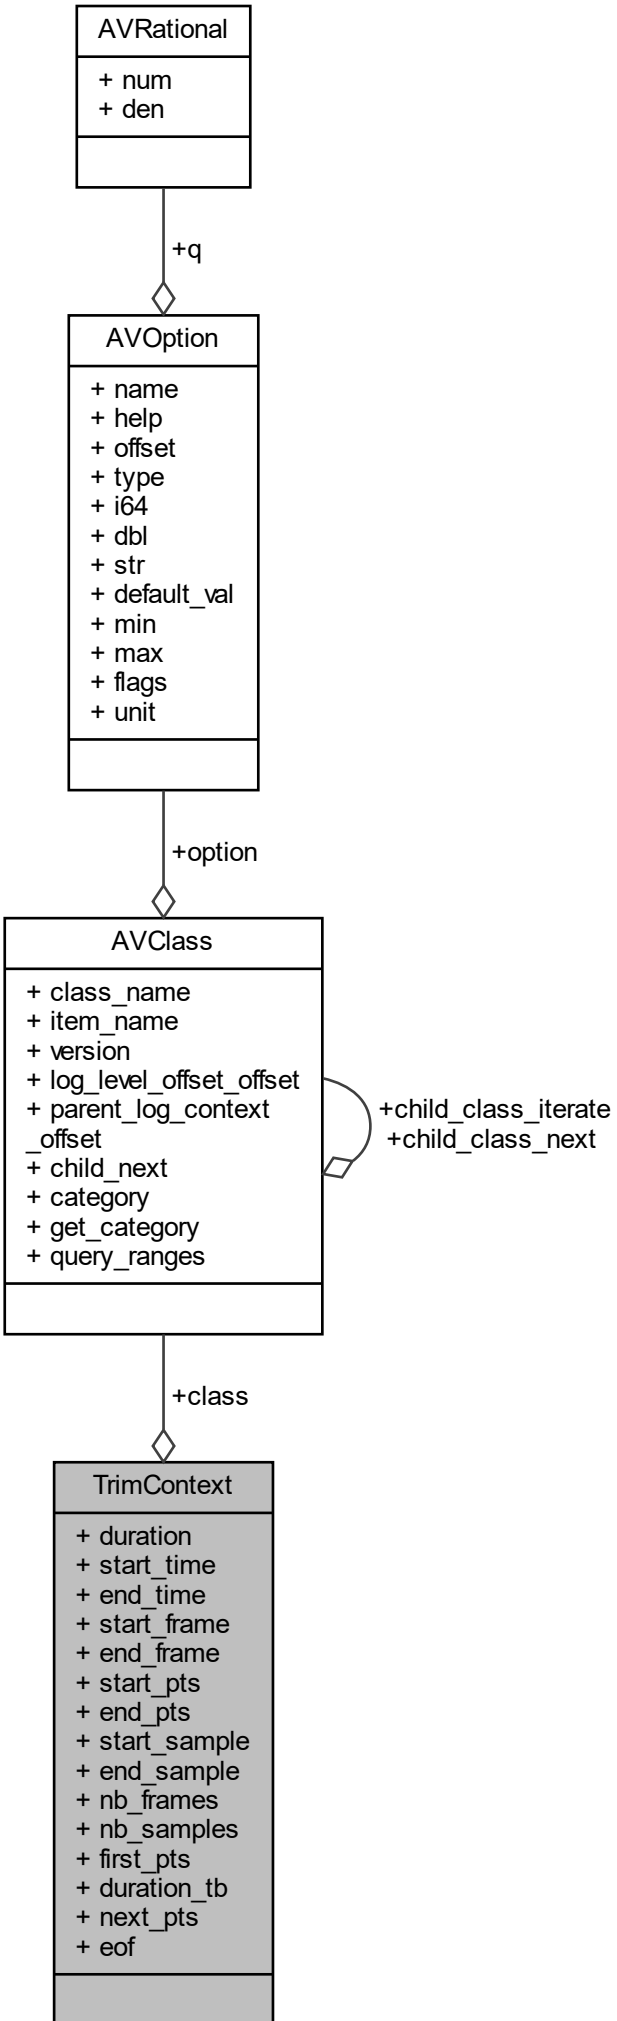 AVRational
+ num
+ den
+q
AVOption
+ name
+ help
+ offset
+ type
+ i64
+ dbl
+ str
+ default_val
+ min
+ max
+ flags
+ unit
+option
AVClass
+ class_name
+ item_name
+ version
+ log_level_offset_offset
+ parent_log_context
_offset
+ child_next
+ category
+ get_category
+ query_ranges
+child_class_iterate
+child_class_next
+class
TrimContext
+ duration
+ start_time
+ end_time
+ start_frame
+ end_frame
+ start_pts
+ end_pts
+ start_sample
+ end_sample
+ nb_frames
+ nb_samples
+ first_pts
+ duration_tb
+ next_pts
+ eof